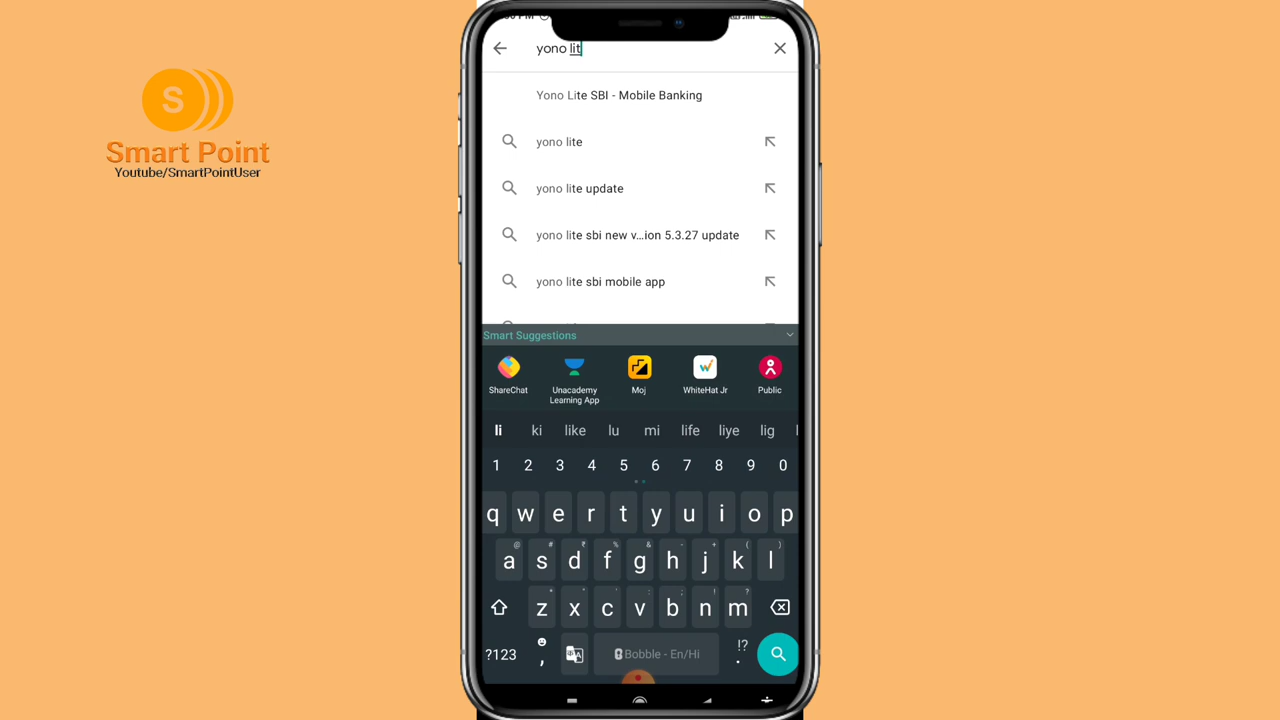 yono lit
Yono Lite SBI - Mobile Banking
yono lite
yono lite update
yono lite sbi new v...ion 5.3.27 update
yono lite sbi mobile app
S
Smart Point
Youtube/SmartPointUser
Smart Suggestions
ShareChat
Unacademy
Learning App
Moj
WhiteHat Jr
Public
li ki like lu mi life liye lig
1 2 3 4 5 6 7 8 9 0
q w e r t y u i o p
@ # ₹ % & - + ( )
a s d f g h j k l
* " ' : ; ! ?
z x c v b n m
?123 , Bobble - En/Hi !? .